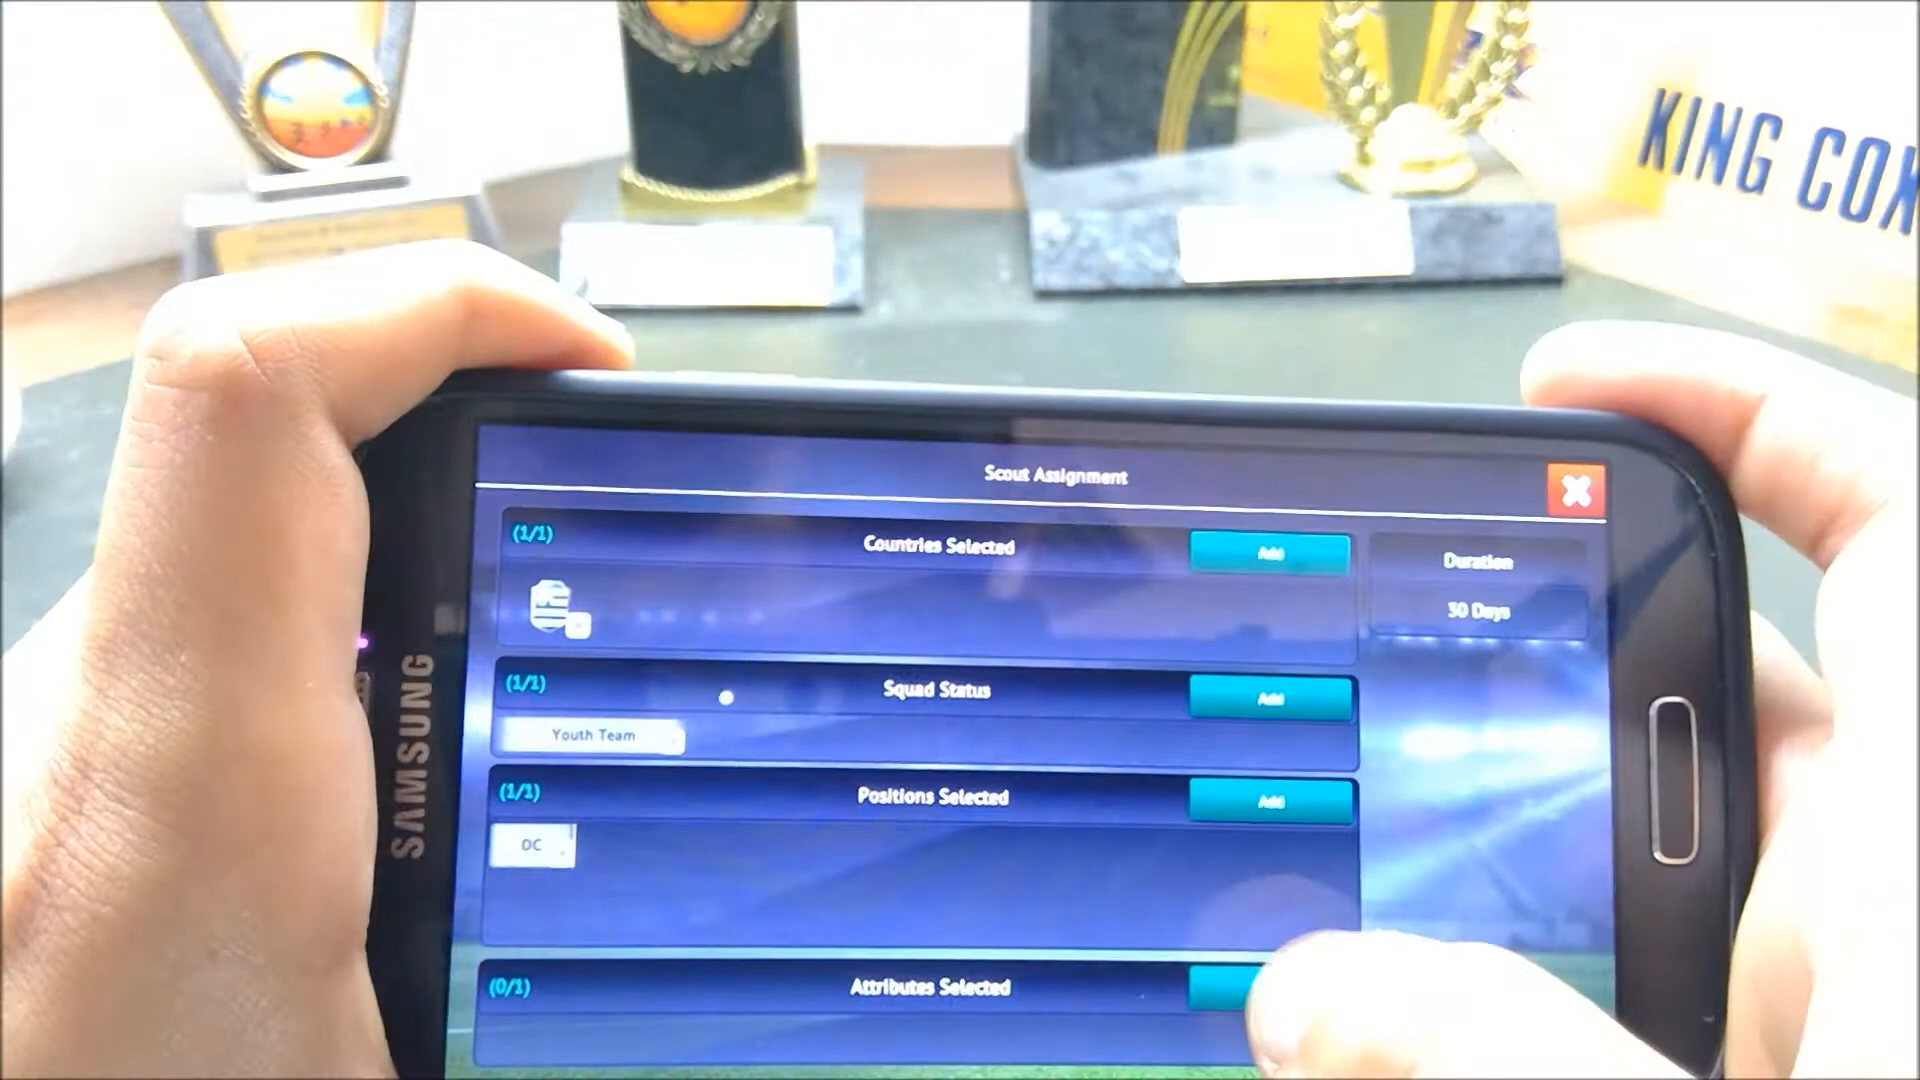 KING CON
Scout Assignment
(1/1)
Countries Selected
Add
Duration
30 Days
(1/1)
Squad Status
Add
Youth Team
(1/1)
Positions Selected
Add
DC
(0/1)
Attributes Selected
SAMSUNG